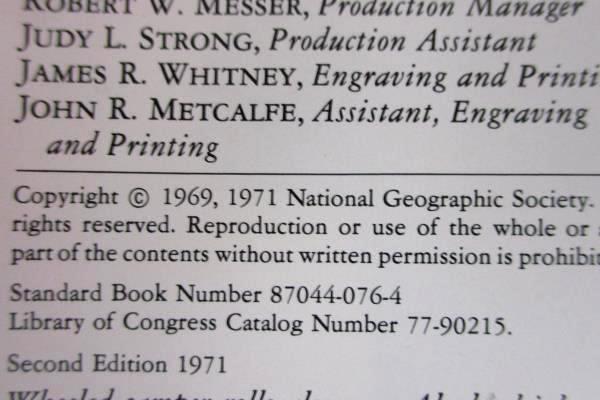 ROBERT W. MESSER, Production Manager
JUDY L. STRONG, Production Assistant
JAMES R. WHITNEY, Engraving and Printi
JOHN R. METCALFE, Assistant, Engraving
and Printing
Copyright © 1969, 1971 National Geographic Society.
rights reserved. Reproduction or use of the whole or
part of the contents without written permission is prohibit
Standard Book Number 87044-076-4
Library of Congress Catalog Number 77-90215.
Second Edition 1971